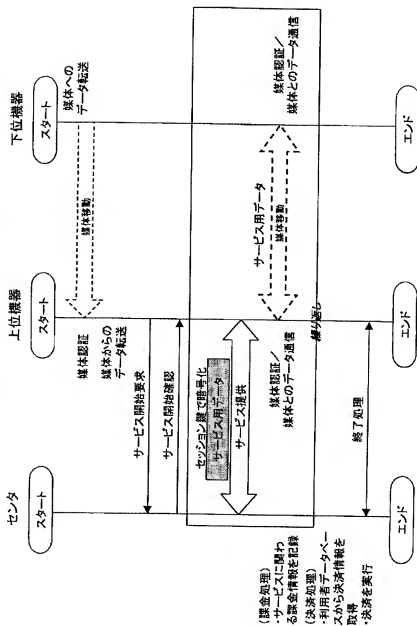 センタ
上位機器
下位機器
スタート
スタート
スタート
媒体への
データ転送
媒体移動
媒体認証
媒体からの
データ転送
サービス開始要求
サービス開始確認
セッション鍵で暗号化
サービス用データ
サービス提供
サービス用データ
媒体移動
媒体認証／
媒体とのデータ通信
媒体認証／
媒体とのデータ通信
繰り返し
(課金処理)
・サービスに関わ
る課金情報を記録
(決済処理)
・利用者データベー
スから決済情報を
取得
・決済を実行
終了処理
エンド
エンド
エンド